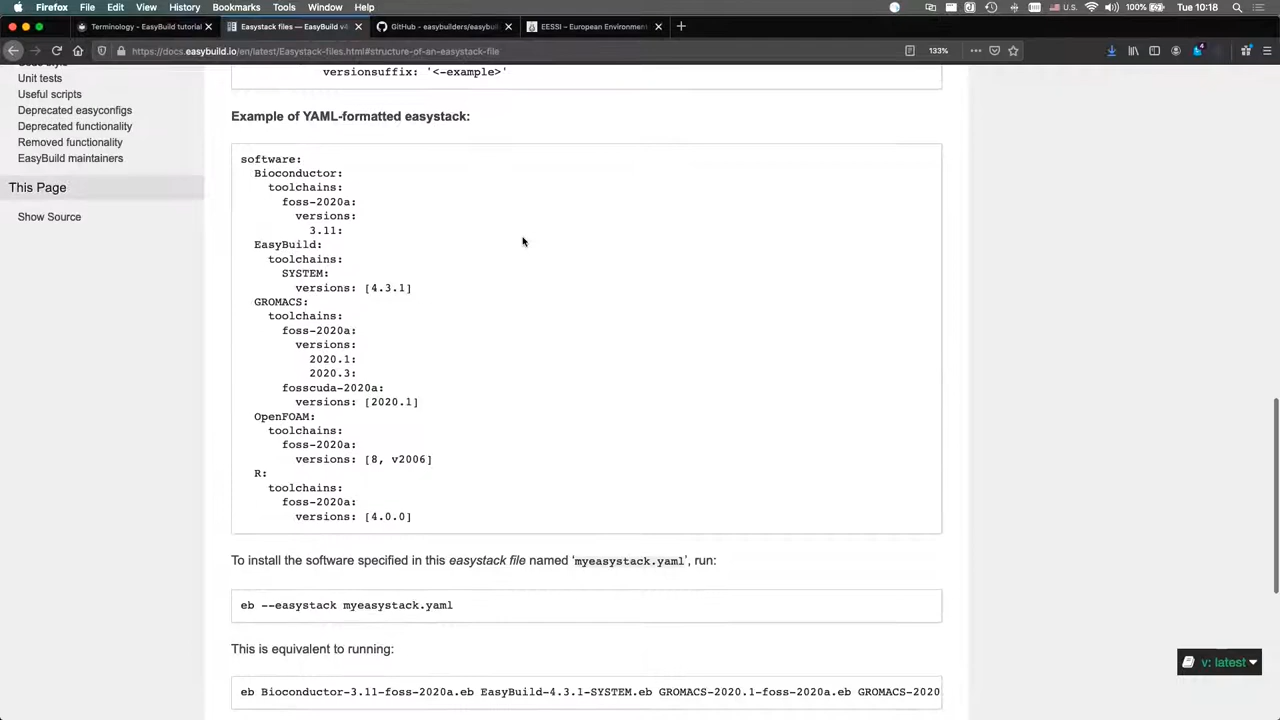 Firefox File Edit View History Bookmarks Tools Window Help
100% Tue 10:18
Terminology - EasyBuild tutorial
Easystack files — EasyBuild v4
GitHub - easybuilders/easybuil
EESSI – European Environment
https://docs.easybuild.io/en/latest/Easystack-files.html#structure-of-an-easystack-file
133%
4
Unit tests
Useful scripts
Deprecated easyconfigs
Deprecated functionality
Removed functionality
EasyBuild maintainers
This Page
Show Source
versionsuffix: '<-example>'
Example of YAML-formatted easystack:
software:
Bioconductor:
toolchains:
foss-2020a:
versions:
3.11:
EasyBuild:
toolchains:
SYSTEM:
versions: [4.3.1]
GROMACS:
toolchains:
foss-2020a:
versions:
2020.1:
2020.3:
fosscuda-2020a:
versions: [2020.1]
OpenFOAM:
toolchains:
foss-2020a:
versions: [8, v2006]
R:
toolchains:
foss-2020a:
versions: [4.0.0]
To install the software specified in this easystack file named 'myeasystack.yaml', run:
eb --easystack myeasystack.yaml
This is equivalent to running:
eb Bioconductor-3.11-foss-2020a.eb EasyBuild-4.3.1-SYSTEM.eb GROMACS-2020.1-foss-2020a.eb GROMACS-2020
v: latest